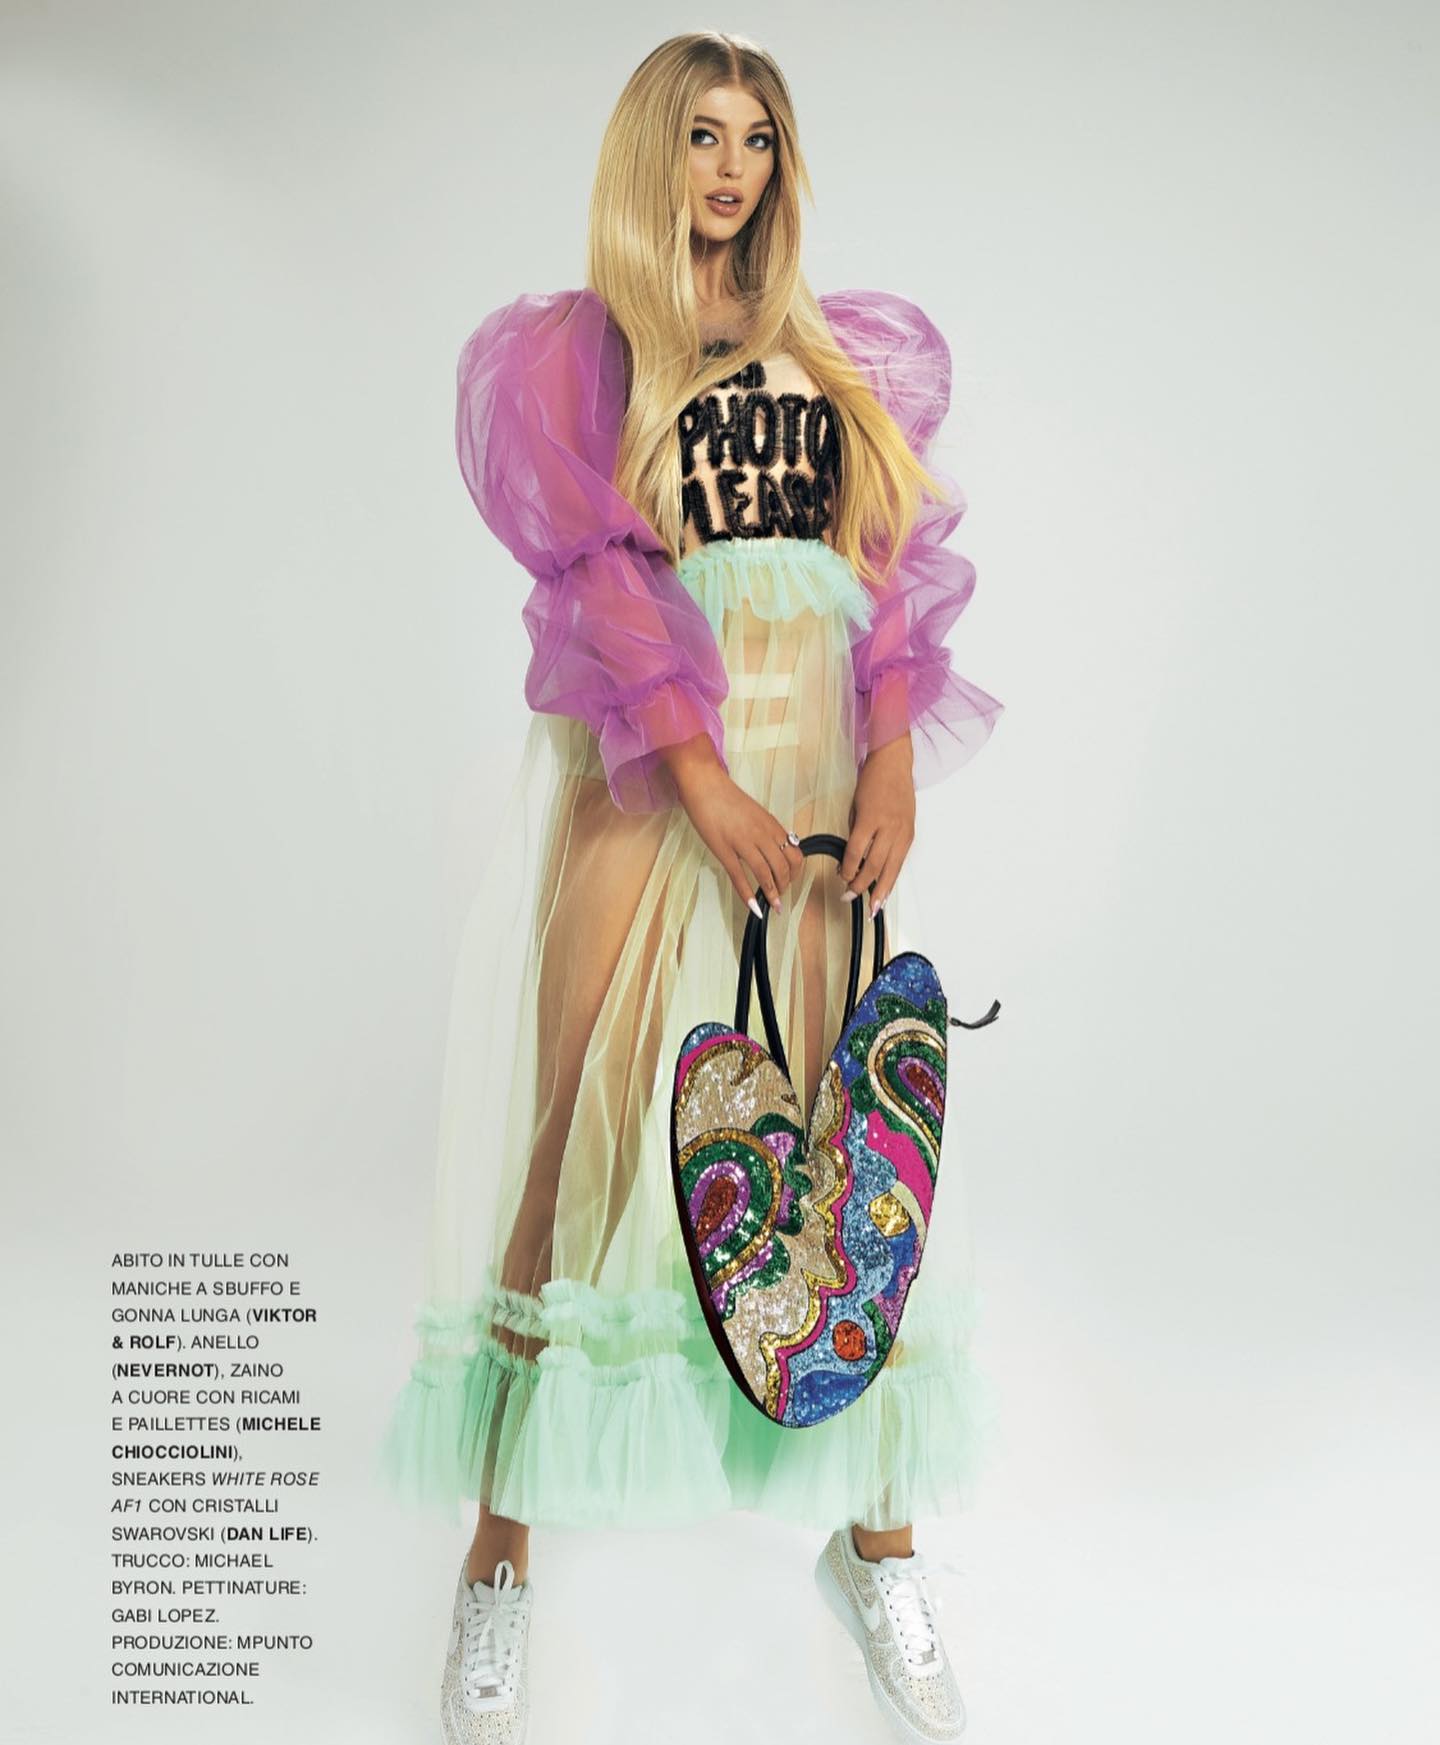 PHOTO
PLEASE
ABITO IN TULLE CON
MANICHE A SBUFFO E
GONNA LUNGA (VIKTOR
& ROLF). ANELLO
(NEVERNOT), ZAINO
A CUORE CON RICAMI
E PAILLETTES (MICHELE
CHIOCCIOLINI),
SNEAKERS WHITE ROSE
AF1 CON CRISTALLI
SWAROVSKI (DAN LIFE).
TRUCCO: MICHAEL
BYRON. PETTINATURE:
GABI LOPEZ.
PRODUZIONE: MPUNTO
COMUNICAZIONE
INTERNATIONAL.